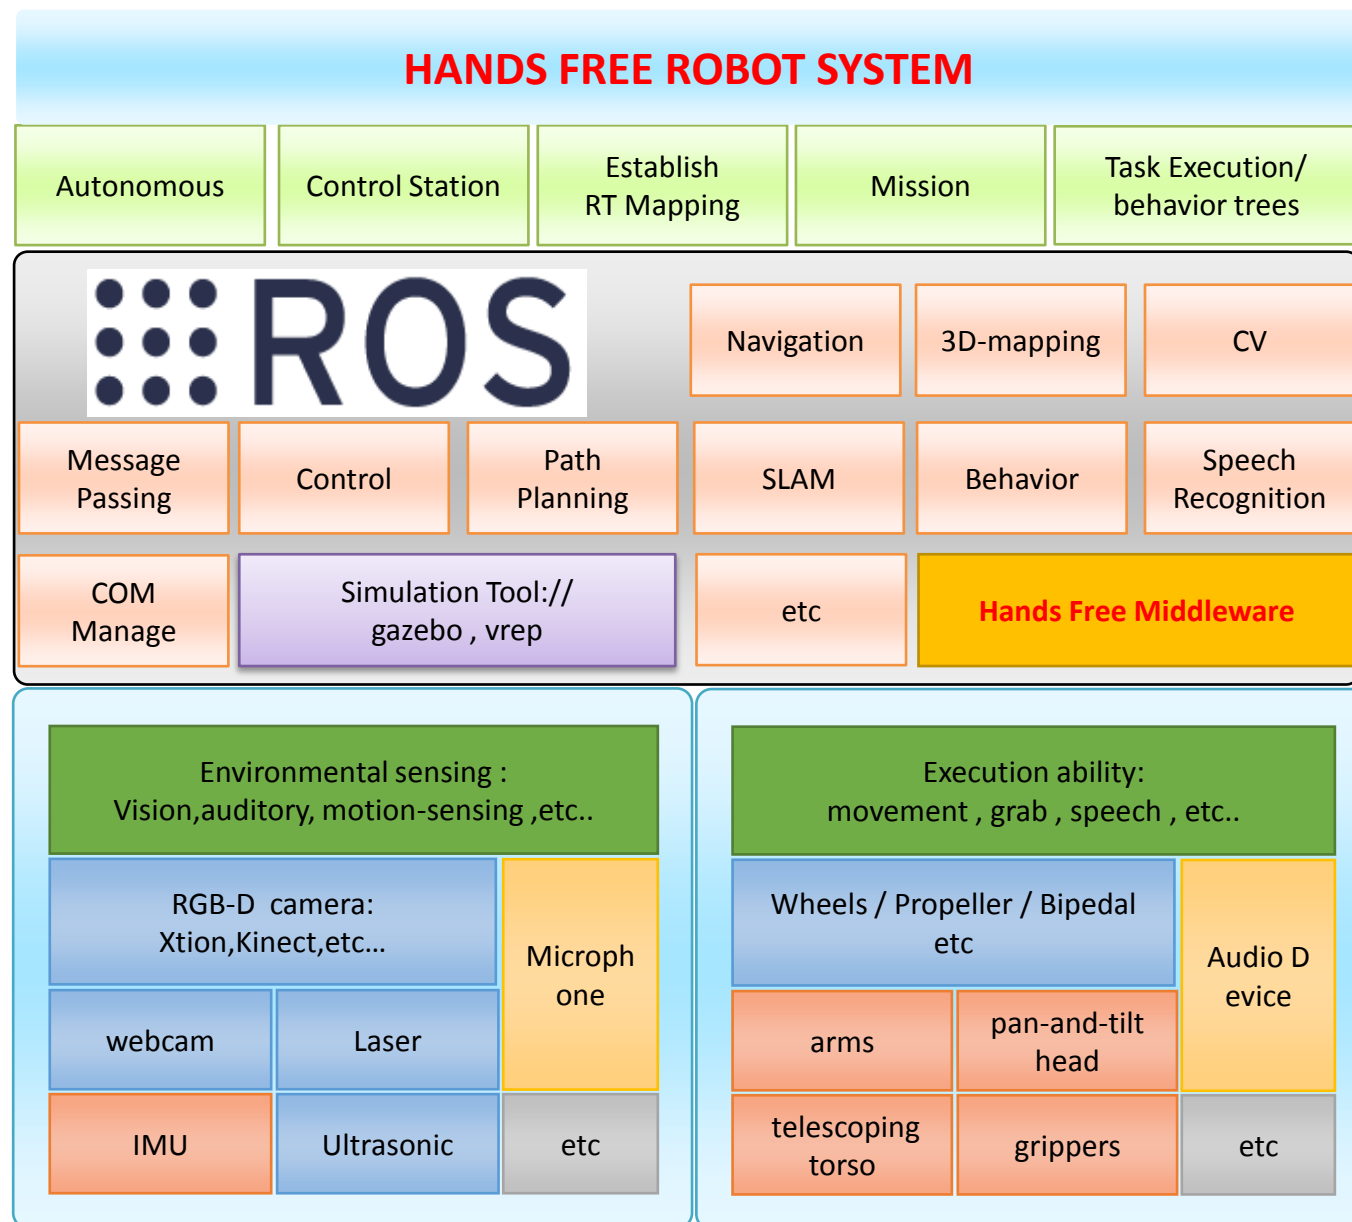 HANDS FREE ROBOT SYSTEM
Autonomous
Control Station
Establish
RT Mapping
Mission
Task Execution/
behavior trees
ROS
Navigation
3D-mapping
CV
Message
Passing
Control
Path
Planning
SLAM
Behavior
Speech
Recognition
COM
Manage
Simulation Tool://
gazebo , vrep
etc
Hands Free Middleware
Environmental sensing :
Vision,auditory, motion-sensing ,etc..
RGB-D  camera:
Xtion,Kinect,etc...
Microph
one
webcam
Laser
IMU
Ultrasonic
etc
Execution ability:
movement , grab , speech , etc..
Wheels / Propeller / Bipedal
etc
Audio D
evice
arms
pan-and-tilt
head
telescoping
torso
grippers
etc